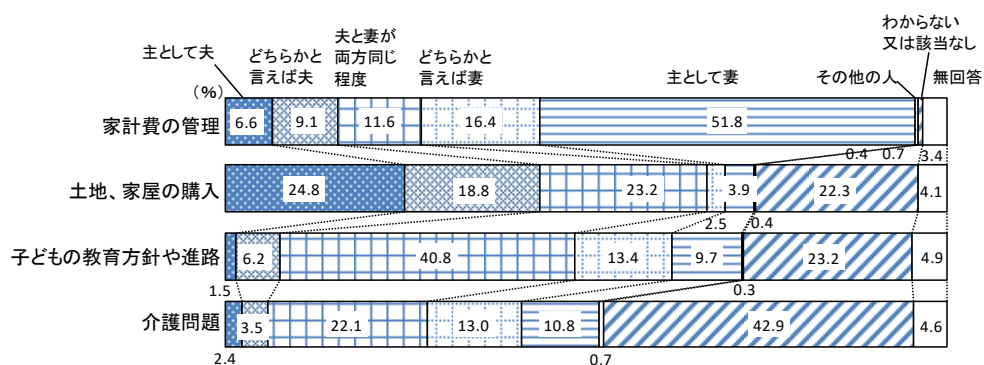 主として夫
どちらかと
言えば夫
夫と妻が
両方同じ
程度
どちらかと
言えば妻
主として妻
その他の人
わからない
又は該当なし
無回答
(%)
家計費の管理
6.6 9.1 11.6 16.4 51.8
0.4 0.7 3.4
土地、家屋の購入
24.8 18.8 23.2 3.9 22.3 4.1
2.5 0.4
子どもの教育方針や進路
6.2 40.8 13.4 9.7 23.2 4.9
1.5 0.3
介護問題
3.5 22.1 13.0 10.8 42.9 4.6
2.4 0.7